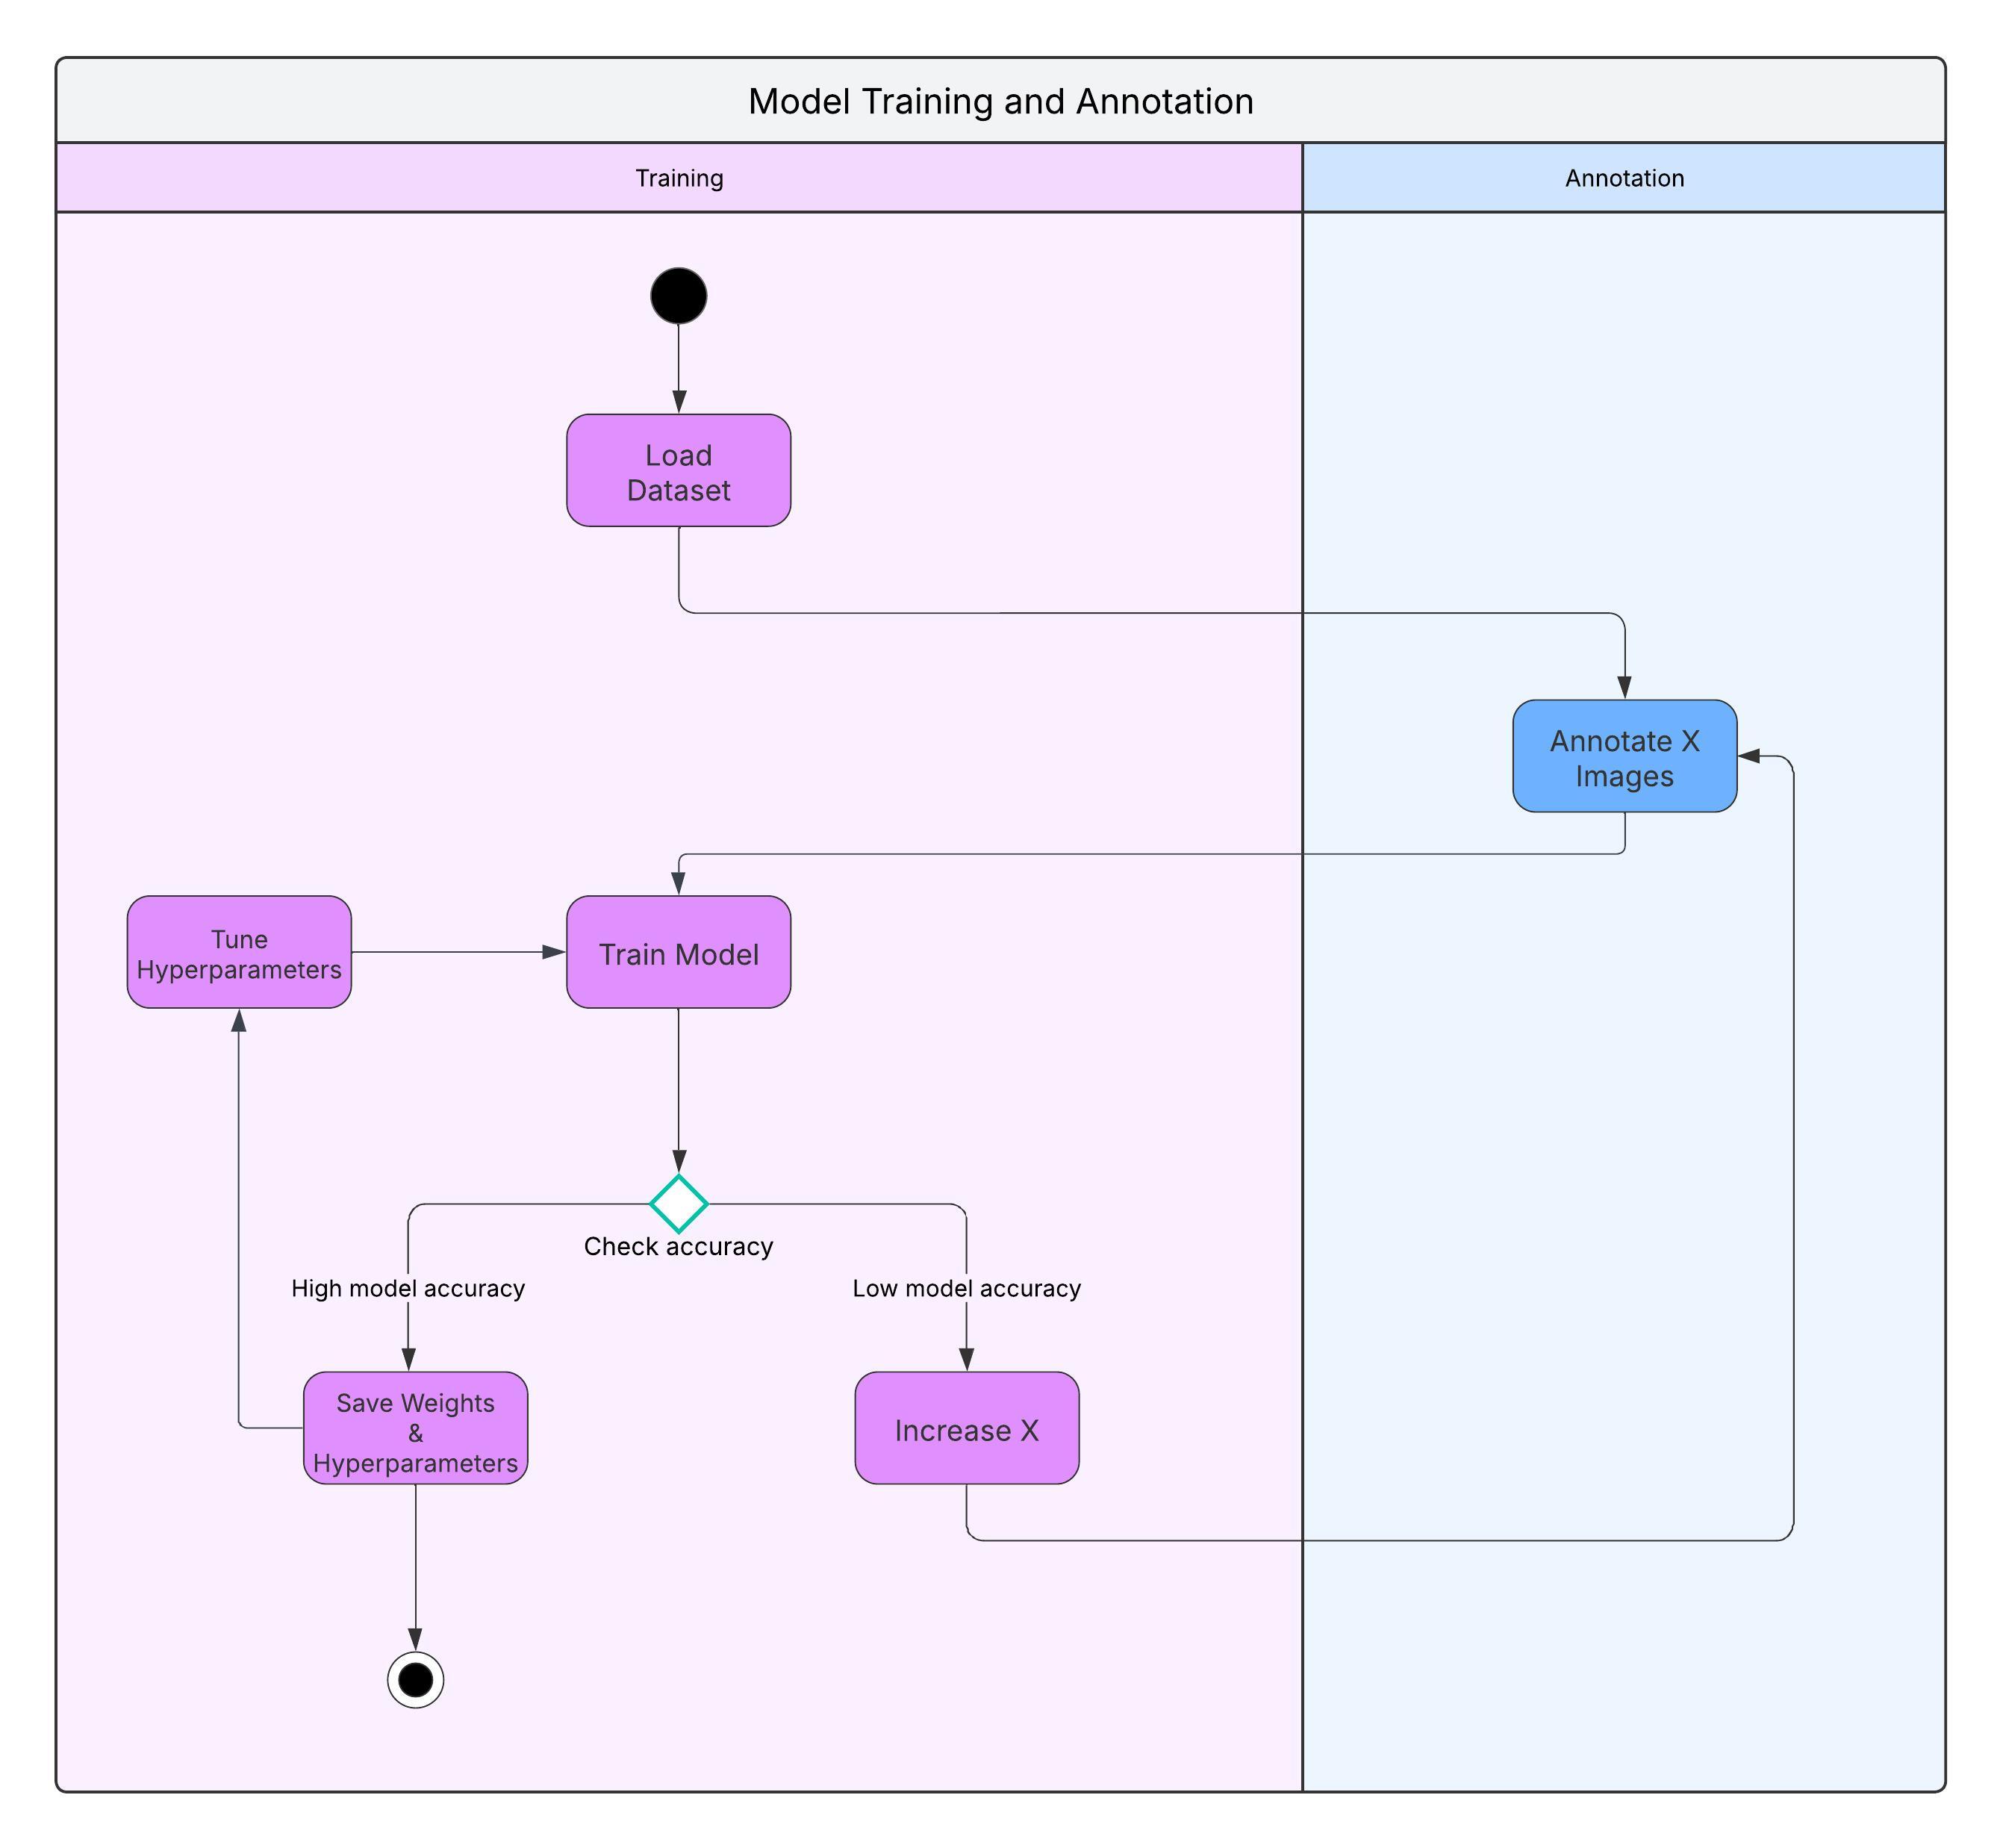 Model Training and Annotation
Training
Annotation
Load
Dataset
Annotate X
Images
Tune
Hyperparameters
Train Model
Check accuracy
High model accuracy
Low model accuracy
Save Weights
&
Hyperparameters
Increase X